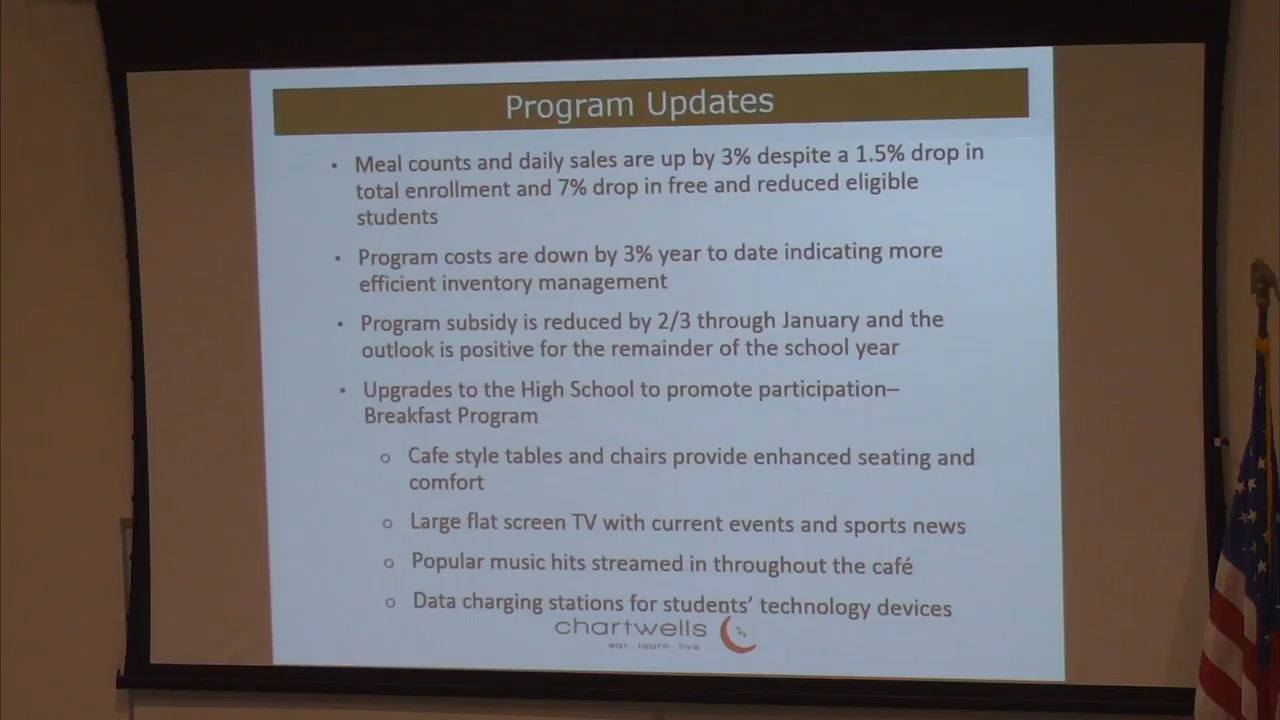 Program Updates
• Meal counts and daily sales are up by 3% despite a 1.5% drop in
total enrollment and 7% drop in free and reduced eligible
students
• Program costs are down by 3% year to date indicating more
efficient inventory management
• Program subsidy is reduced by 2/3 through January and the
outlook is positive for the remainder of the school year
• Upgrades to the High School to promote participation–
Breakfast Program
o Cafe style tables and chairs provide enhanced seating and
comfort
o Large flat screen TV with current events and sports news
o Popular music hits streamed in throughout the café
o Data charging stations for students’ technology devices
chartwells
eat learn live